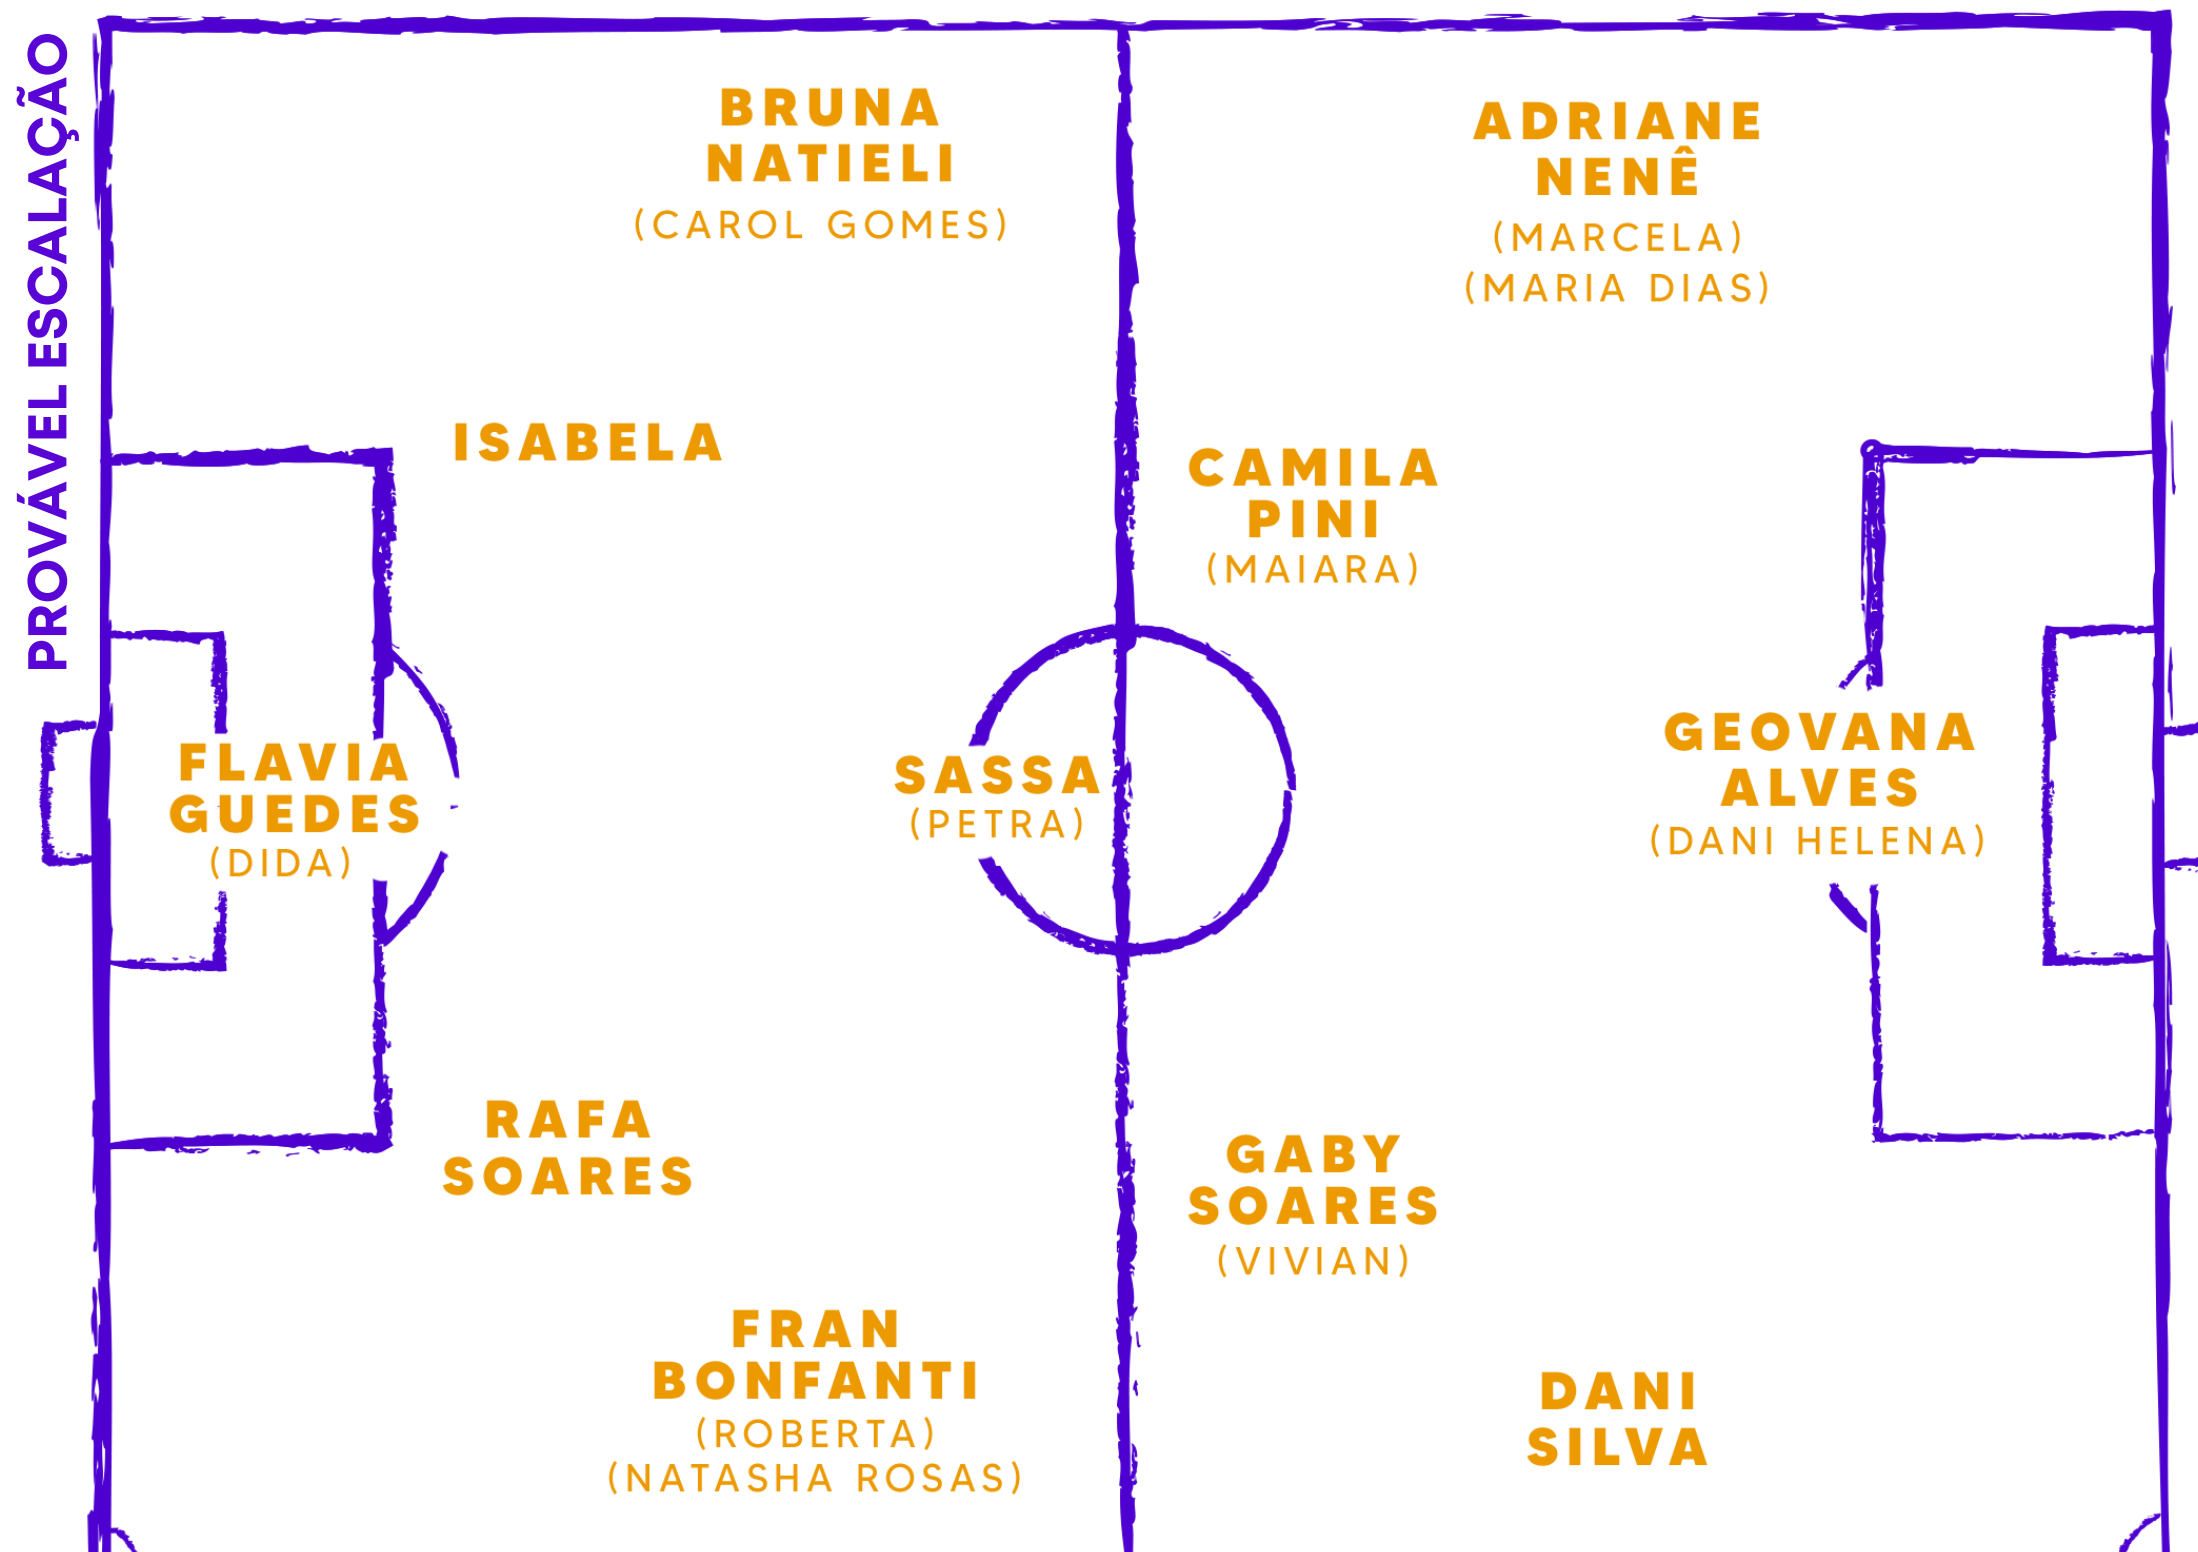 PROVÁVEL ESCALAÇÃO
BRUNA
NATIELI
(CAROL GOMES)
ADRIANE
NENÊ
(MARCELA)
(MARIA DIAS)
ISABELA
CAMILA
PINI
(MAIARA)
FLAVIA
GUEDES
(DIDA)
SASSA
(PETRA)
GEOVANA
ALVES
(DANI HELENA)
RAFA
SOARES
GABY
SOARES
(VIVIAN)
FRAN
BONFANTI
(ROBERTA)
(NATASHA ROSAS)
DANI
SILVA